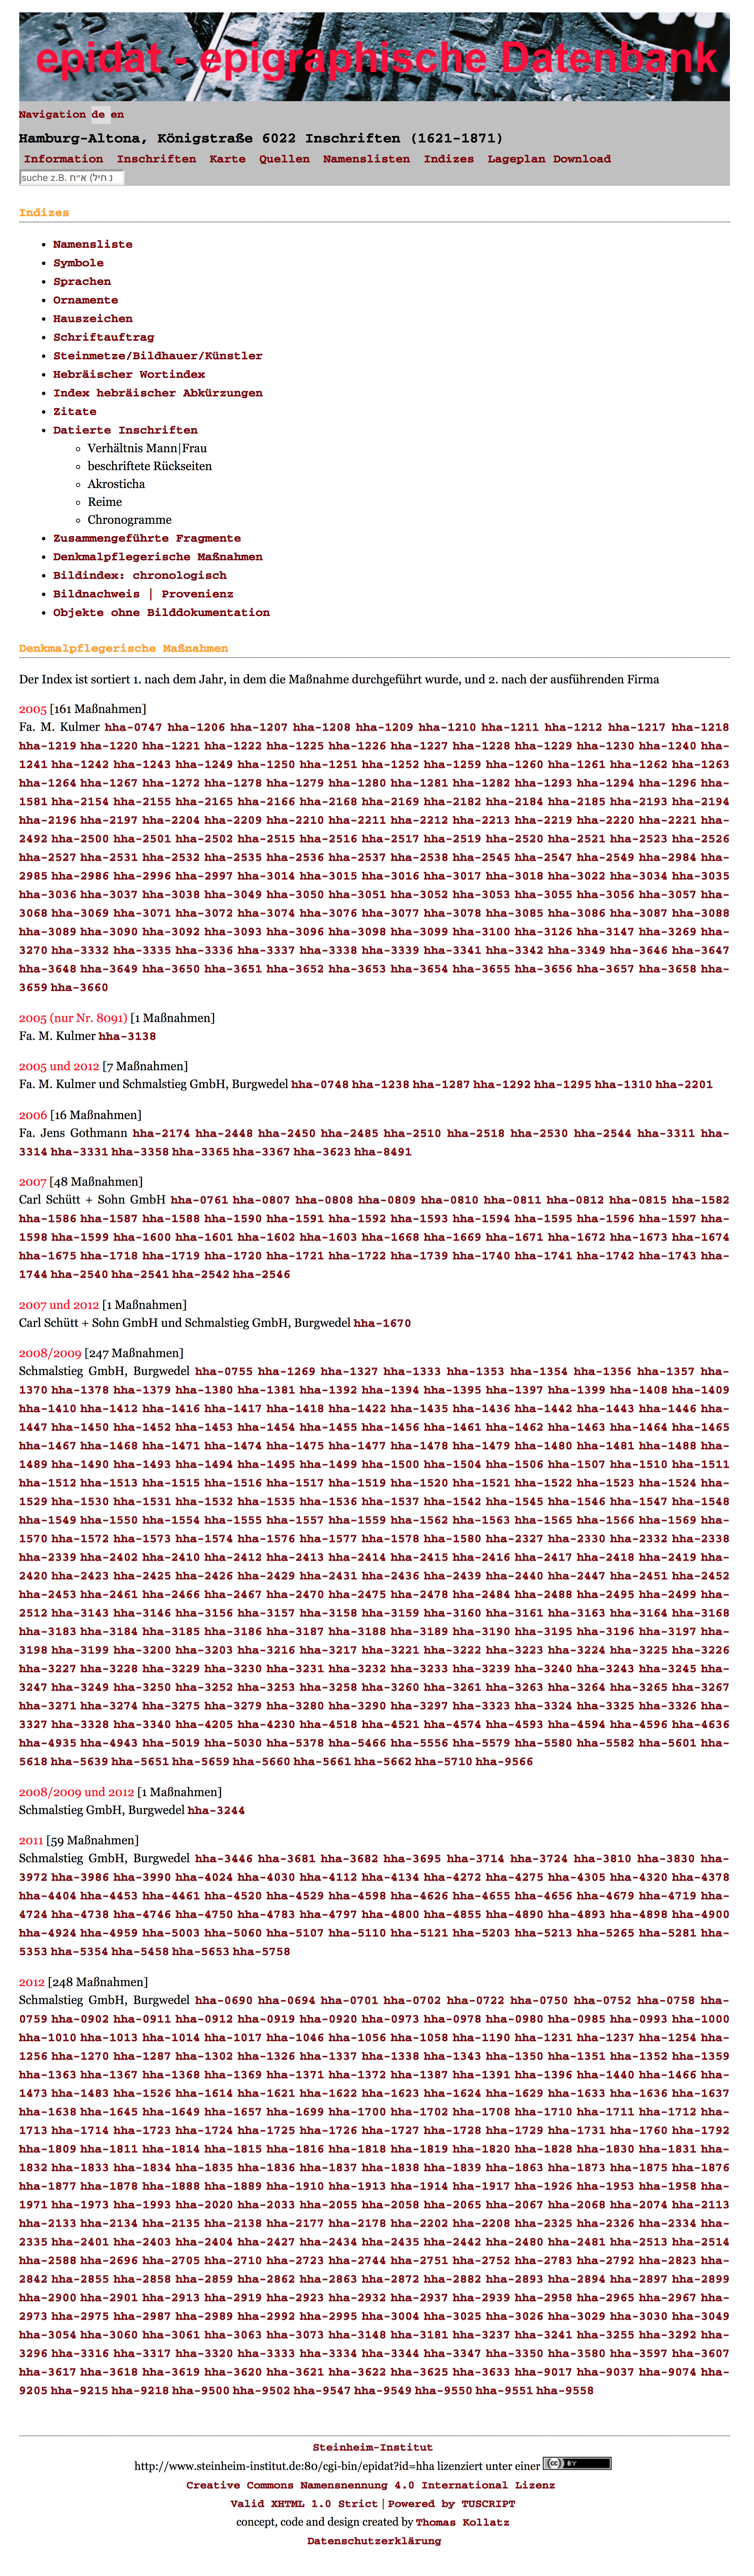 epidat - epigraphische Datenbank
Navigation de en
Hamburg-Altona, Königstraße 6022 Inschriften (1621-1871)
Information Inschriften Karte Quellen Namenslisten Indizes Lageplan Download
suche z.B. נ חיל) א״ח
Indizes
Namensliste
Symbole
Sprachen
Ornamente
Hauszeichen
Schriftauftrag
Steinmetze/Bildhauer/Künstler
Hebräischer Wortindex
Index hebräischer Abkürzungen
Zitate
Datierte Inschriften
Verhältnis Mann|Frau
beschriftete Rückseiten
Akrosticha
Reime
Chronogramme
Zusammengeführte Fragmente
Denkmalpflegerische Maßnahmen
Bildindex: chronologisch
Bildnachweis | Provenienz
Objekte ohne Bilddokumentation
Denkmalpflegerische Maßnahmen
Der Index ist sortiert 1. nach dem Jahr, in dem die Maßnahme durchgeführt wurde, und 2. nach der ausführenden Firma
2005 [161 Maßnahmen]
Fa. M. Kulmer hha-0747 hha-1206 hha-1207 hha-1208 hha-1209 hha-1210 hha-1211 hha-1212 hha-1217 hha-1218
hha-1219 hha-1220 hha-1221 hha-1222 hha-1225 hha-1226 hha-1227 hha-1228 hha-1229 hha-1230 hha-1240 hha-
1241 hha-1242 hha-1243 hha-1249 hha-1250 hha-1251 hha-1252 hha-1259 hha-1260 hha-1261 hha-1262 hha-1263
hha-1264 hha-1267 hha-1272 hha-1278 hha-1279 hha-1280 hha-1281 hha-1282 hha-1293 hha-1294 hha-1296 hha-
1581 hha-2154 hha-2155 hha-2165 hha-2166 hha-2168 hha-2169 hha-2182 hha-2184 hha-2185 hha-2193 hha-2194
hha-2196 hha-2197 hha-2204 hha-2209 hha-2210 hha-2211 hha-2212 hha-2213 hha-2219 hha-2220 hha-2221 hha-
2492 hha-2500 hha-2501 hha-2502 hha-2515 hha-2516 hha-2517 hha-2519 hha-2520 hha-2521 hha-2523 hha-2526
hha-2527 hha-2531 hha-2532 hha-2535 hha-2536 hha-2537 hha-2538 hha-2545 hha-2547 hha-2549 hha-2984 hha-
2985 hha-2986 hha-2996 hha-2997 hha-3014 hha-3015 hha-3016 hha-3017 hha-3018 hha-3022 hha-3034 hha-3035
hha-3036 hha-3037 hha-3038 hha-3049 hha-3050 hha-3051 hha-3052 hha-3053 hha-3055 hha-3056 hha-3057 hha-
3068 hha-3069 hha-3071 hha-3072 hha-3074 hha-3076 hha-3077 hha-3078 hha-3085 hha-3086 hha-3087 hha-3088
hha-3089 hha-3090 hha-3092 hha-3093 hha-3096 hha-3098 hha-3099 hha-3100 hha-3126 hha-3147 hha-3269 hha-
3270 hha-3332 hha-3335 hha-3336 hha-3337 hha-3338 hha-3339 hha-3341 hha-3342 hha-3349 hha-3646 hha-3647
hha-3648 hha-3649 hha-3650 hha-3651 hha-3652 hha-3653 hha-3654 hha-3655 hha-3656 hha-3657 hha-3658 hha-
3659 hha-3660
2005 (nur Nr. 8091) [1 Maßnahmen]
Fa. M. Kulmer hha-3138
2005 und 2012 [7 Maßnahmen]
Fa. M. Kulmer und Schmalstieg GmbH, Burgwedel hha-0748 hha-1238 hha-1287 hha-1292 hha-1295 hha-1310 hha-2201
2006 [16 Maßnahmen]
Fa. Jens Gothmann hha-2174 hha-2448 hha-2450 hha-2485 hha-2510 hha-2518 hha-2530 hha-2544 hha-3311 hha-
3314 hha-3331 hha-3358 hha-3365 hha-3367 hha-3623 hha-8491
2007 [48 Maßnahmen]
Carl Schütt + Sohn GmbH hha-0761 hha-0807 hha-0808 hha-0809 hha-0810 hha-0811 hha-0812 hha-0815 hha-1582
hha-1586 hha-1587 hha-1588 hha-1590 hha-1591 hha-1592 hha-1593 hha-1594 hha-1595 hha-1596 hha-1597 hha-
1598 hha-1599 hha-1600 hha-1601 hha-1602 hha-1603 hha-1668 hha-1669 hha-1671 hha-1672 hha-1673 hha-1674
hha-1675 hha-1718 hha-1719 hha-1720 hha-1721 hha-1722 hha-1739 hha-1740 hha-1741 hha-1742 hha-1743 hha-
1744 hha-2540 hha-2541 hha-2542 hha-2546
2007 und 2012 [1 Maßnahmen]
Carl Schütt + Sohn GmbH und Schmalstieg GmbH, Burgwedel hha-1670
2008/2009 [247 Maßnahmen]
Schmalstieg GmbH, Burgwedel hha-0755 hha-1269 hha-1327 hha-1333 hha-1353 hha-1354 hha-1356 hha-1357 hha-
1370 hha-1378 hha-1379 hha-1380 hha-1381 hha-1392 hha-1394 hha-1395 hha-1397 hha-1399 hha-1408 hha-1409
hha-1410 hha-1412 hha-1416 hha-1417 hha-1418 hha-1422 hha-1435 hha-1436 hha-1442 hha-1443 hha-1446 hha-
1447 hha-1450 hha-1452 hha-1453 hha-1454 hha-1455 hha-1456 hha-1461 hha-1462 hha-1463 hha-1464 hha-1465
hha-1467 hha-1468 hha-1471 hha-1474 hha-1475 hha-1477 hha-1478 hha-1479 hha-1480 hha-1481 hha-1488 hha-
1489 hha-1490 hha-1493 hha-1494 hha-1495 hha-1499 hha-1500 hha-1504 hha-1506 hha-1507 hha-1510 hha-1511
hha-1512 hha-1513 hha-1515 hha-1516 hha-1517 hha-1519 hha-1520 hha-1521 hha-1522 hha-1523 hha-1524 hha-
1529 hha-1530 hha-1531 hha-1532 hha-1535 hha-1536 hha-1537 hha-1542 hha-1545 hha-1546 hha-1547 hha-1548
hha-1549 hha-1550 hha-1554 hha-1555 hha-1557 hha-1559 hha-1562 hha-1563 hha-1565 hha-1566 hha-1569 hha-
1570 hha-1572 hha-1573 hha-1574 hha-1576 hha-1577 hha-1578 hha-1580 hha-2327 hha-2330 hha-2332 hha-2338
hha-2339 hha-2402 hha-2410 hha-2412 hha-2413 hha-2414 hha-2415 hha-2416 hha-2417 hha-2418 hha-2419 hha-
2420 hha-2423 hha-2425 hha-2426 hha-2429 hha-2431 hha-2436 hha-2439 hha-2440 hha-2447 hha-2451 hha-2452
hha-2453 hha-2461 hha-2466 hha-2467 hha-2470 hha-2475 hha-2478 hha-2484 hha-2488 hha-2495 hha-2499 hha-
2512 hha-3143 hha-3146 hha-3156 hha-3157 hha-3158 hha-3159 hha-3160 hha-3161 hha-3163 hha-3164 hha-3168
hha-3183 hha-3184 hha-3185 hha-3186 hha-3187 hha-3188 hha-3189 hha-3190 hha-3195 hha-3196 hha-3197 hha-
3198 hha-3199 hha-3200 hha-3203 hha-3216 hha-3217 hha-3221 hha-3222 hha-3223 hha-3224 hha-3225 hha-3226
hha-3227 hha-3228 hha-3229 hha-3230 hha-3231 hha-3232 hha-3233 hha-3239 hha-3240 hha-3243 hha-3245 hha-
3247 hha-3249 hha-3250 hha-3252 hha-3253 hha-3258 hha-3260 hha-3261 hha-3263 hha-3264 hha-3265 hha-3267
hha-3271 hha-3274 hha-3275 hha-3279 hha-3280 hha-3290 hha-3297 hha-3323 hha-3324 hha-3325 hha-3326 hha-
3327 hha-3328 hha-3340 hha-4205 hha-4230 hha-4518 hha-4521 hha-4574 hha-4593 hha-4594 hha-4596 hha-4636
hha-4935 hha-4943 hha-5019 hha-5030 hha-5378 hha-5466 hha-5556 hha-5579 hha-5580 hha-5582 hha-5601 hha-
5618 hha-5639 hha-5651 hha-5659 hha-5660 hha-5661 hha-5662 hha-5710 hha-9566
2008/2009 und 2012 [1 Maßnahmen]
Schmalstieg GmbH, Burgwedel hha-3244
2011 [59 Maßnahmen]
Schmalstieg GmbH, Burgwedel hha-3446 hha-3681 hha-3682 hha-3695 hha-3714 hha-3724 hha-3810 hha-3830 hha-
3972 hha-3986 hha-3990 hha-4024 hha-4030 hha-4112 hha-4134 hha-4272 hha-4275 hha-4305 hha-4320 hha-4378
hha-4404 hha-4453 hha-4461 hha-4520 hha-4529 hha-4598 hha-4626 hha-4655 hha-4656 hha-4679 hha-4719 hha-
4724 hha-4738 hha-4746 hha-4750 hha-4783 hha-4797 hha-4800 hha-4855 hha-4890 hha-4893 hha-4898 hha-4900
hha-4924 hha-4959 hha-5003 hha-5060 hha-5107 hha-5110 hha-5121 hha-5203 hha-5213 hha-5265 hha-5281 hha-
5353 hha-5354 hha-5458 hha-5653 hha-5758
2012 [248 Maßnahmen]
Schmalstieg GmbH, Burgwedel hha-0690 hha-0694 hha-0701 hha-0702 hha-0722 hha-0750 hha-0752 hha-0758 hha-
0759 hha-0902 hha-0911 hha-0912 hha-0919 hha-0920 hha-0973 hha-0978 hha-0980 hha-0985 hha-0993 hha-1000
hha-1010 hha-1013 hha-1014 hha-1017 hha-1046 hha-1056 hha-1058 hha-1190 hha-1231 hha-1237 hha-1254 hha-
1256 hha-1270 hha-1287 hha-1302 hha-1326 hha-1337 hha-1338 hha-1343 hha-1350 hha-1351 hha-1352 hha-1359
hha-1363 hha-1367 hha-1368 hha-1369 hha-1371 hha-1372 hha-1387 hha-1391 hha-1396 hha-1440 hha-1466 hha-
1473 hha-1483 hha-1526 hha-1614 hha-1621 hha-1622 hha-1623 hha-1624 hha-1629 hha-1633 hha-1636 hha-1637
hha-1638 hha-1645 hha-1649 hha-1657 hha-1699 hha-1700 hha-1702 hha-1708 hha-1710 hha-1711 hha-1712 hha-
1713 hha-1714 hha-1723 hha-1724 hha-1725 hha-1726 hha-1727 hha-1728 hha-1729 hha-1731 hha-1760 hha-1792
hha-1809 hha-1811 hha-1814 hha-1815 hha-1816 hha-1818 hha-1819 hha-1820 hha-1828 hha-1830 hha-1831 hha-
1832 hha-1833 hha-1834 hha-1835 hha-1836 hha-1837 hha-1838 hha-1839 hha-1863 hha-1873 hha-1875 hha-1876
hha-1877 hha-1878 hha-1888 hha-1889 hha-1910 hha-1913 hha-1914 hha-1917 hha-1926 hha-1953 hha-1958 hha-
1971 hha-1973 hha-1993 hha-2020 hha-2033 hha-2055 hha-2058 hha-2065 hha-2067 hha-2068 hha-2074 hha-2113
hha-2133 hha-2134 hha-2135 hha-2138 hha-2177 hha-2178 hha-2202 hha-2208 hha-2325 hha-2326 hha-2334 hha-
2335 hha-2401 hha-2403 hha-2404 hha-2427 hha-2434 hha-2435 hha-2442 hha-2480 hha-2481 hha-2513 hha-2514
hha-2588 hha-2696 hha-2705 hha-2710 hha-2723 hha-2744 hha-2751 hha-2752 hha-2783 hha-2792 hha-2823 hha-
2842 hha-2855 hha-2858 hha-2859 hha-2862 hha-2863 hha-2872 hha-2882 hha-2893 hha-2894 hha-2897 hha-2899
hha-2900 hha-2901 hha-2913 hha-2919 hha-2923 hha-2932 hha-2937 hha-2939 hha-2958 hha-2965 hha-2967 hha-
2973 hha-2975 hha-2987 hha-2989 hha-2992 hha-2995 hha-3004 hha-3025 hha-3026 hha-3029 hha-3030 hha-3049
hha-3054 hha-3060 hha-3061 hha-3063 hha-3073 hha-3148 hha-3181 hha-3237 hha-3241 hha-3255 hha-3292 hha-
3296 hha-3316 hha-3317 hha-3320 hha-3333 hha-3334 hha-3344 hha-3347 hha-3350 hha-3580 hha-3597 hha-3607
hha-3617 hha-3618 hha-3619 hha-3620 hha-3621 hha-3622 hha-3625 hha-3633 hha-9017 hha-9037 hha-9074 hha-
9205 hha-9215 hha-9218 hha-9500 hha-9502 hha-9547 hha-9549 hha-9550 hha-9551 hha-9558
Steinheim-Institut
http://www.steinheim-institut.de:80/cgi-bin/epidat?id=hha lizenziert unter einer cc BY
Creative Commons Namensnennung 4.0 International Lizenz
Valid XHTML 1.0 Strict | Powered by TUSCRIPT
concept, code and design created by Thomas Kollatz
Datenschutzerklärung